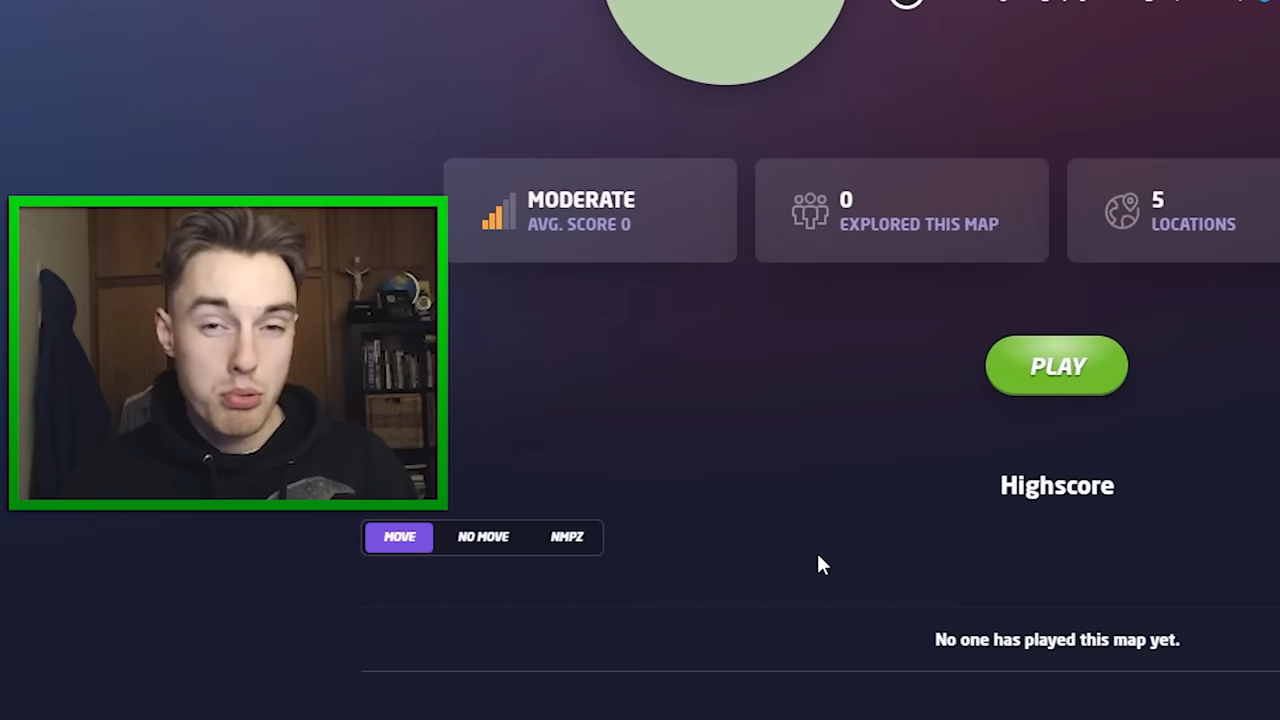 MODERATE
AVG. SCORE 0
0
EXPLORED THIS MAP
5
LOCATIONS
PLAY
Highscore
MOVE
NO MOVE
NMPZ
No one has played this map yet.